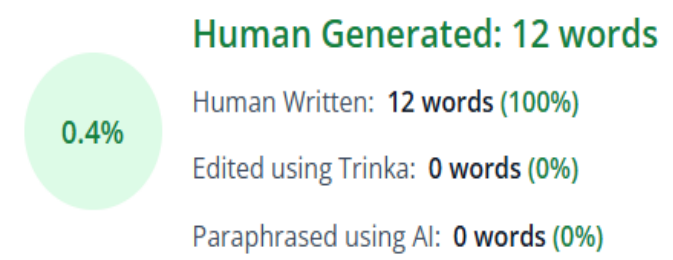 Human Generated: 12 words
0.4%
Human Written: 12 words (100%)
Edited using Trinka: 0 words (0%)
Paraphrased using AI: 0 words (0%)